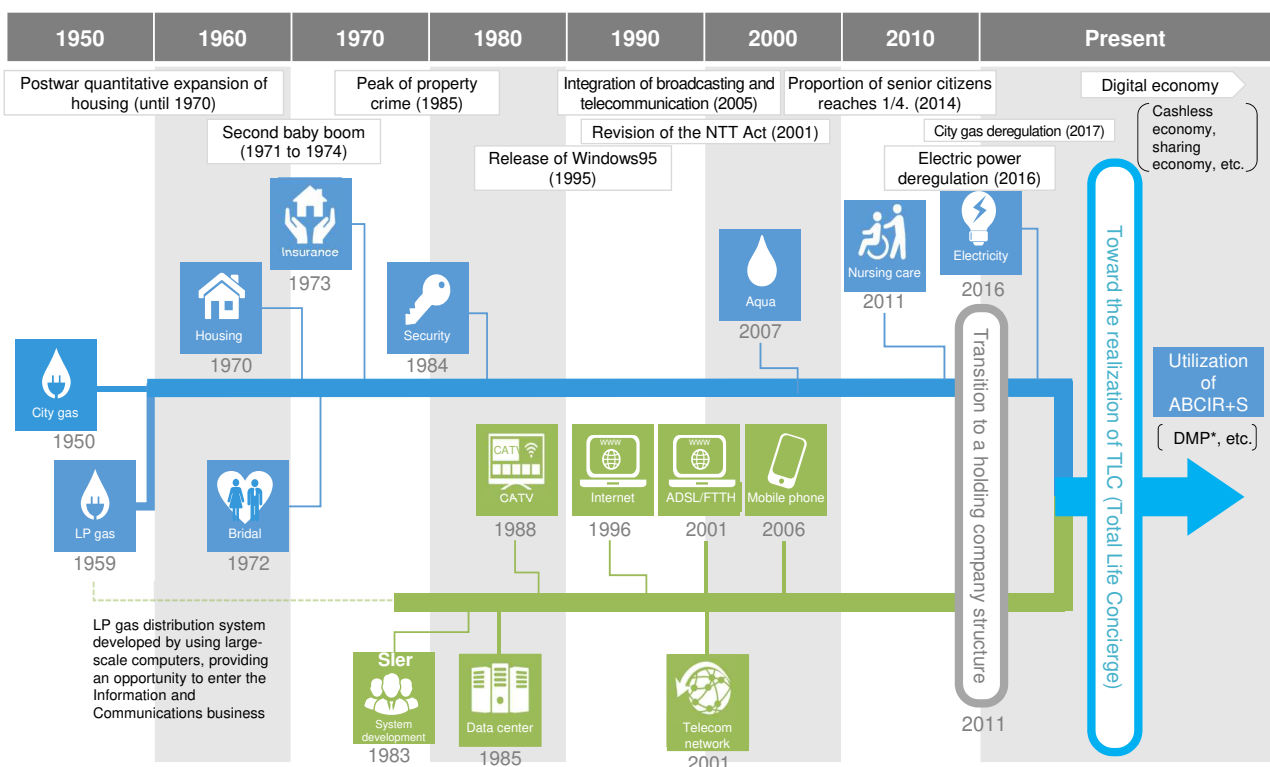 1950 1960 1970 1980 1990 2000 2010 Present
Postwar quantitative expansion of
housing (until 1970)
Peak of property
crime (1985)
Integration of broadcasting and
telecommunication (2005)
Proportion of senior citizens
reaches 1/4. (2014)
Digital economy
Cashless
economy,
sharing
economy, etc.
Second baby boom
(1971 to 1974)
Revision of the NTT Act (2001)
City gas deregulation (2017)
Release of Windows95
(1995)
Electric power
deregulation (2016)
Insurance
1973
Housing
1970
Security
1984
Aqua
2007
Nursing care
2011
Electricity
2016
City gas
1950
LP gas
1959
Bridal
1972
CATV
CATV
1988
WWW
Internet
1996
WWW
ADSL/FTTH
2001
Mobile phone
2006
Transition to a holding company structure
2011
Toward the realization of TLC (Total Life Concierge)
Utilization
of
ABCIR+S
DMP*, etc.
LP gas distribution system
developed by using large-
scale computers, providing
an opportunity to enter the
Information and
Communications business
SIer
System
development
1983
Data center
1985
Telecom
network
2001